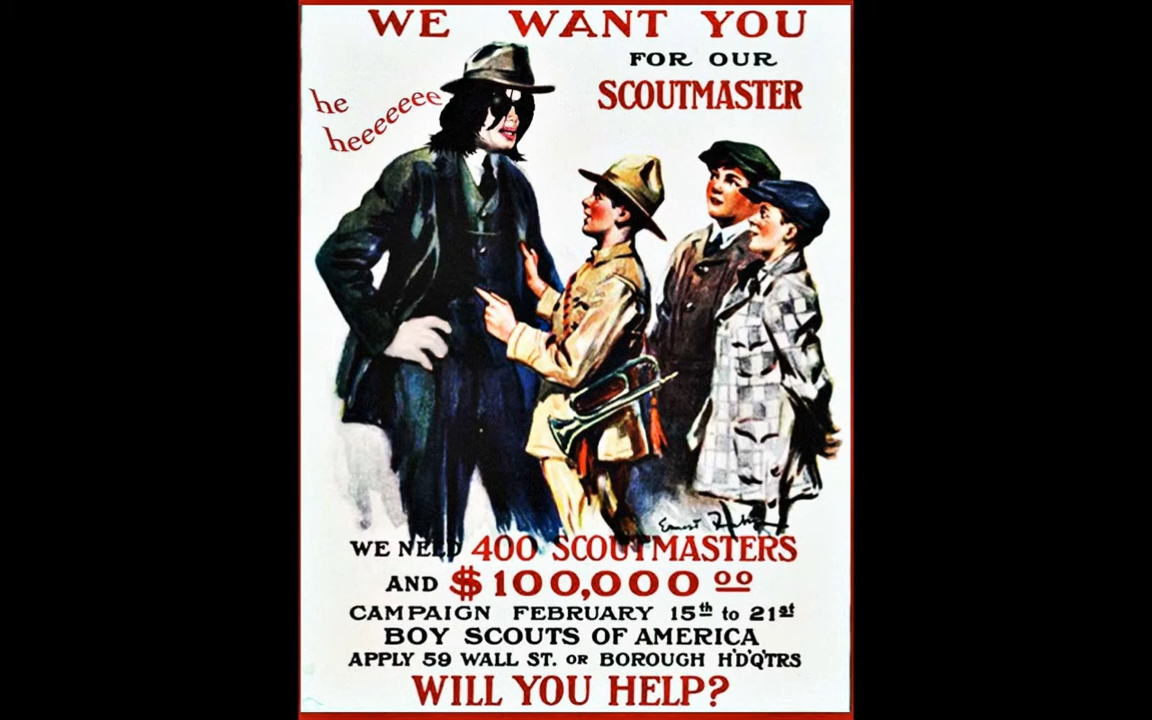 WE WANT YOU
FOR OUR
SCOUTMASTER
he
heeeeeee
Ernest
WE NEED 400 SCOUTMASTERS
AND $100,000 00
CAMPAIGN FEBRUARY 15th to 21st
BOY SCOUTS OF AMERICA
APPLY 59 WALL ST. OR BOROUGH H'D'Q'TRS
WILL YOU HELP?